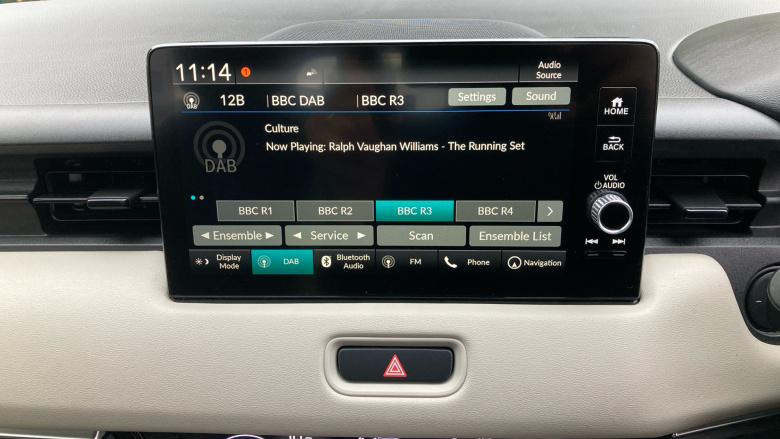 11:14 1 Audio Source
DAB 12B BBC DAB BBC R3 Settings Sound
DAB
Culture
Now Playing: Ralph Vaughan Williams - The Running Set
BBC R1 BBC R2 BBC R3 BBC R4
Ensemble Service Scan Ensemble List
Display Mode DAB Bluetooth Audio FM Phone Navigation
HOME
BACK
VOL
AUDIO